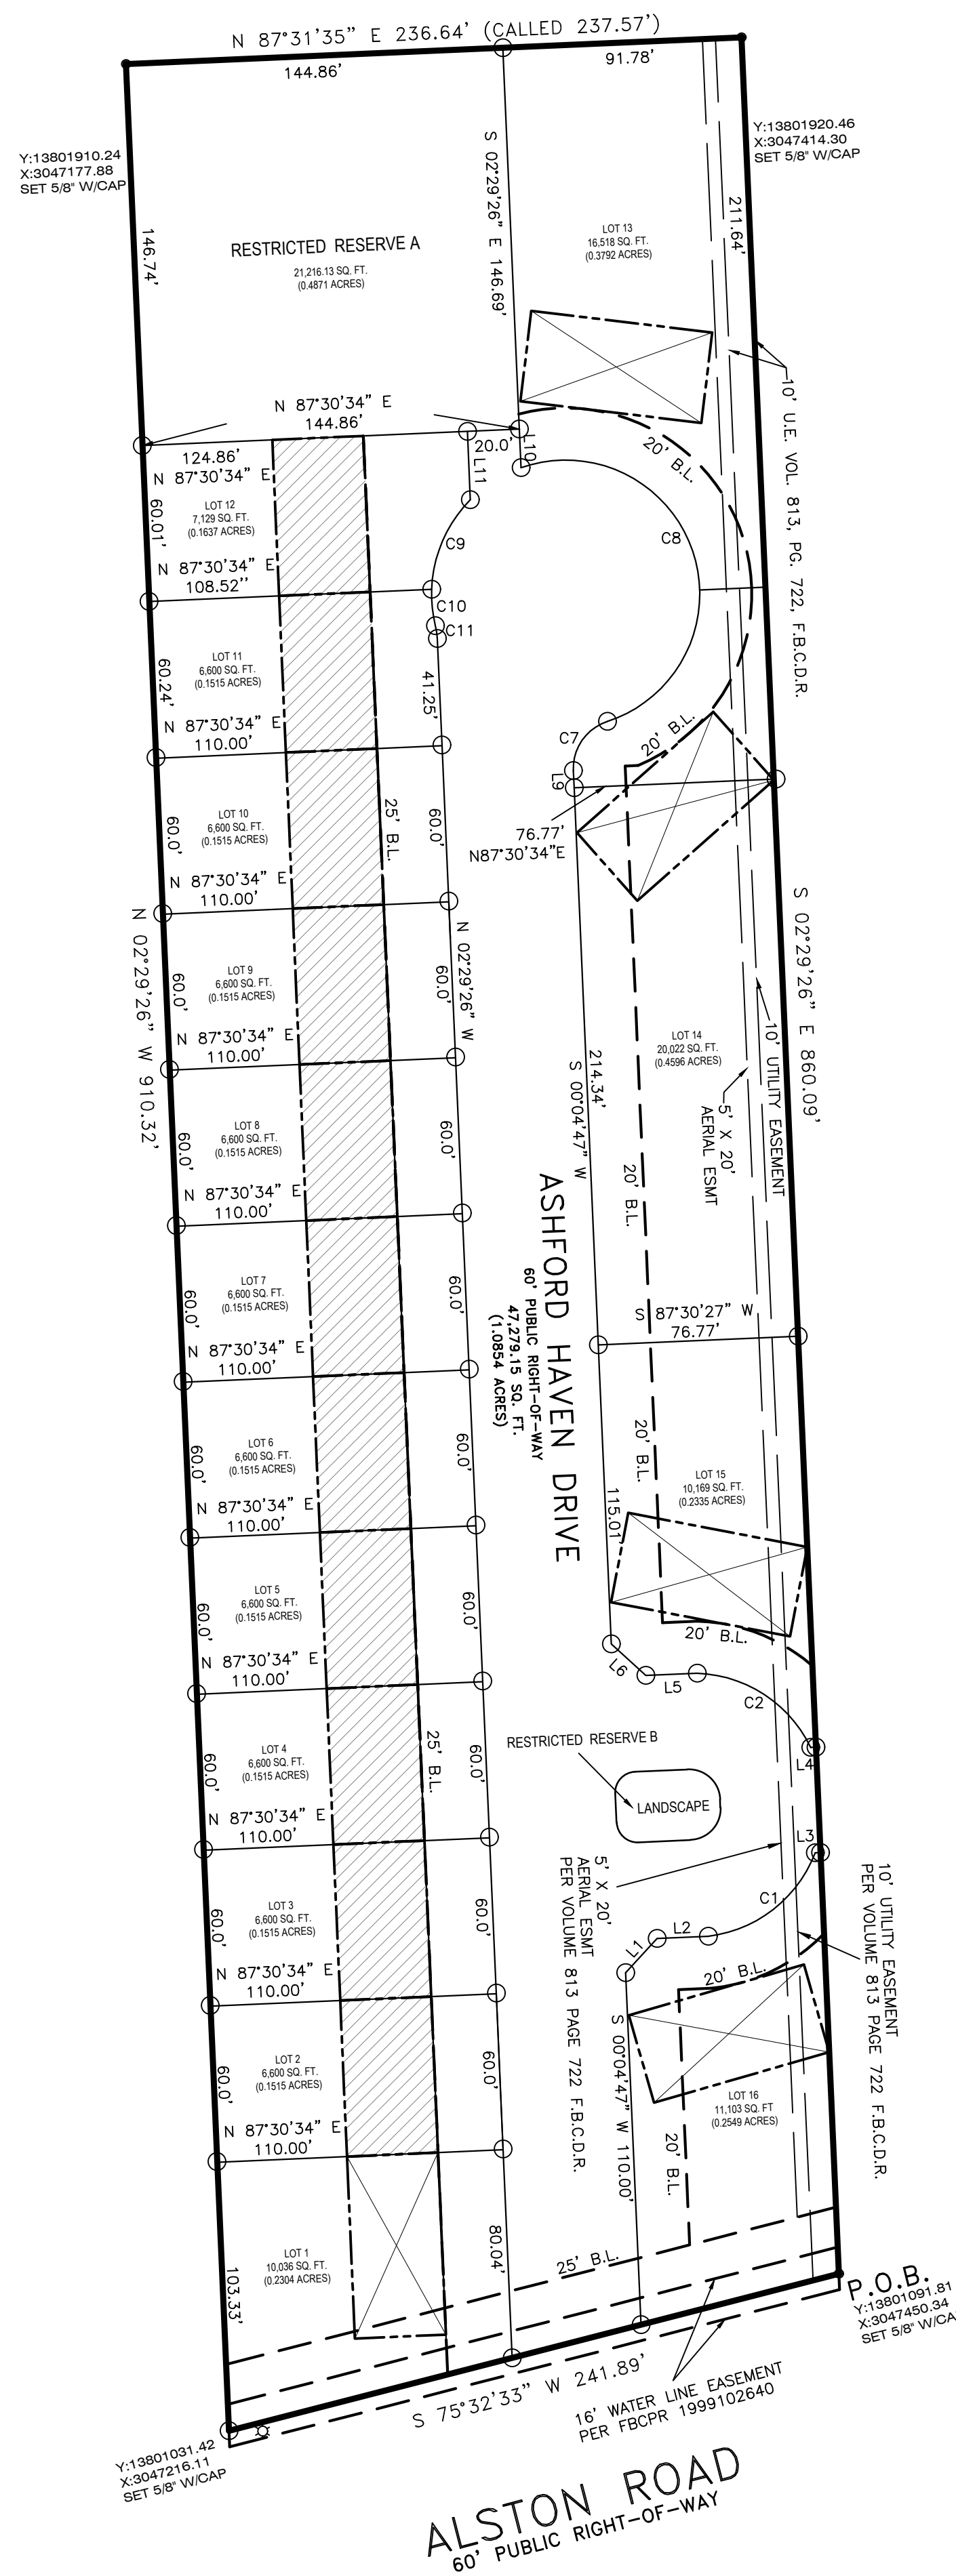 N 87°31'35" E 236.64' (CALLED 237.57')
144.86'
91.78'
Y:13801910.24
X:3047177.88
SET 5/8" W/CAP
Y:13801920.46
X:3047414.30
SET 5/8" W/CAP
146.74'
S 02°29'26" E 146.69'
211.64'
RESTRICTED RESERVE A
21,216.13 SQ. FT.
(0.4871 ACRES)
LOT 13
16,518 SQ. FT.
(0.3792 ACRES)
10' U.E. VOL. 813, PG. 722, F.B.C.D.R.
N 87°30'34" E
144.86'
20.0'
L10
L11
20' B.L.
124.86'
N 87°30'34" E
LOT 12
7,129 SQ. FT.
(0.1637 ACRES)
60.01'
C9
C8
N 87°30'34" E
108.52''
C10
C11
LOT 11
6,600 SQ. FT.
(0.1515 ACRES)
60.24'
41.25'
N 87°30'34" E
110.00'
C7
L9
20' B.L.
76.77'
N87°30'34"E
LOT 10
6,600 SQ. FT.
(0.1515 ACRES)
60.0'
25' B.L.
60.0'
N 87°30'34" E
110.00'
N 02°29'26" W 910.32'
N 02°29'26" W
S 02°29'26" E 860.09'
LOT 9
6,600 SQ. FT.
(0.1515 ACRES)
60.0'
60.0'
N 87°30'34" E
110.00'
214.34'
S 00°04'47" W
LOT 14
20,022 SQ. FT.
(0.4596 ACRES)
10' UTILITY EASEMENT
5' X 20'
AERIAL ESMT
LOT 8
6,600 SQ. FT.
(0.1515 ACRES)
60.0'
60.0'
20' B.L.
N 87°30'34" E
110.00'
ASHFORD HAVEN DRIVE
60' PUBLIC RIGHT-OF-WAY
47,279.15 SQ. FT.
(1.0854 ACRES)
LOT 7
6,600 SQ. FT.
(0.1515 ACRES)
60.0'
60.0'
S 87°30'27" W
76.77'
N 87°30'34" E
110.00'
LOT 6
6,600 SQ. FT.
(0.1515 ACRES)
60.0'
60.0'
20' B.L.
LOT 15
10,169 SQ. FT.
(0.2335 ACRES)
115.01'
N 87°30'34" E
110.00'
LOT 5
6,600 SQ. FT.
(0.1515 ACRES)
60.0'
60.0'
20' B.L.
L6
L5
C2
L4
N 87°30'34" E
110.00'
RESTRICTED RESERVE B
LANDSCAPE
LOT 4
6,600 SQ. FT.
(0.1515 ACRES)
60.0'
60.0'
25' B.L.
N 87°30'34" E
110.00'
L3
C1
L2
L1
5' X 20'
AERIAL ESMT
PER VOLUME 813 PAGE 722 F.B.C.D.R.
10' UTILITY EASEMENT
PER VOLUME 813 PAGE 722 F.B.C.D.R.
LOT 3
6,600 SQ. FT.
(0.1515 ACRES)
60.0'
60.0'
N 87°30'34" E
110.00'
20' B.L.
S 00°04'47" W 110.00'
LOT 2
6,600 SQ. FT.
(0.1515 ACRES)
60.0'
60.0'
LOT 16
11,103 SQ. FT
(0.2549 ACRES)
20' B.L.
N 87°30'34" E
110.00'
LOT 1
10,036 SQ. FT.
(0.2304 ACRES)
103.33'
80.04'
25' B.L.
P.O.B.
Y:13801091.81
X:3047450.34
SET 5/8" W/CA
S 75°32'33" W 241.89'
16' WATER LINE EASEMENT
PER FBCPR 1999102640
Y:13801031.42
X:3047216.11
SET 5/8" W/CAP
ALSTON ROAD
60' PUBLIC RIGHT-OF-WAY